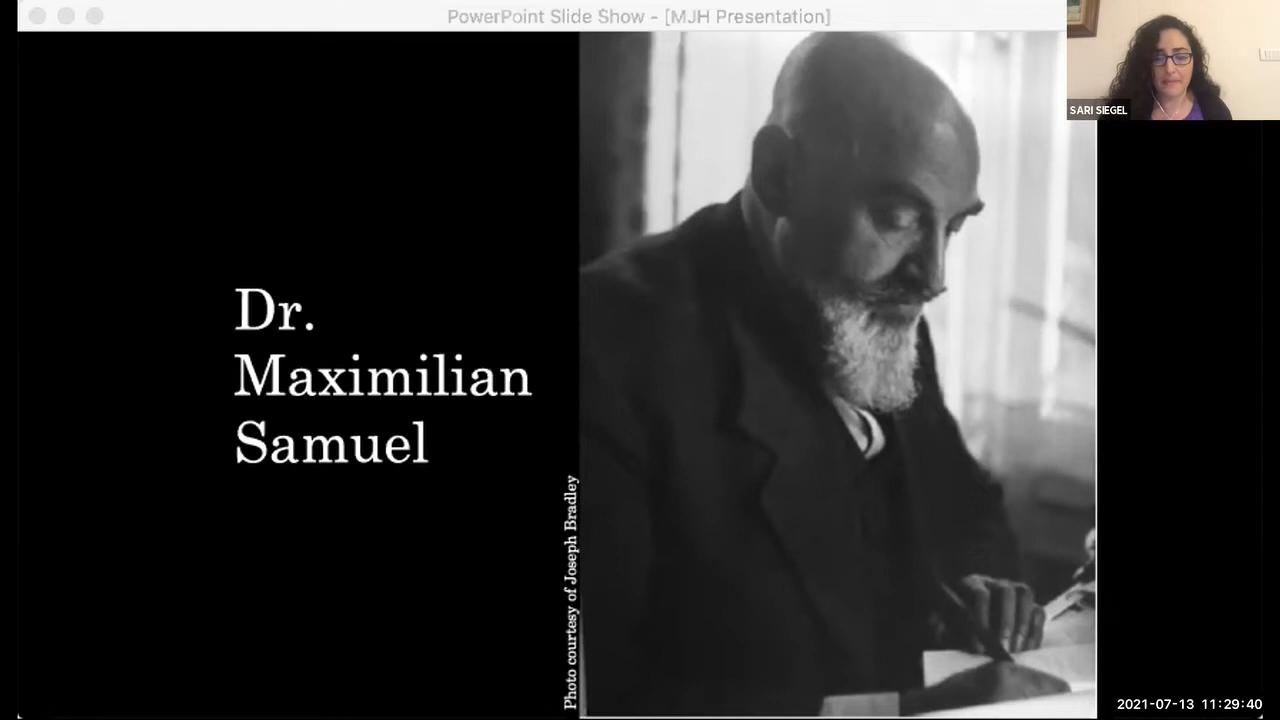 PowerPoint Slide Show - [MJH Presentation]
SARI SIEGEL
Dr.
Maximilian
Samuel
Photo courtesy of Joseph Bradley
2021-07-13 11:29:40